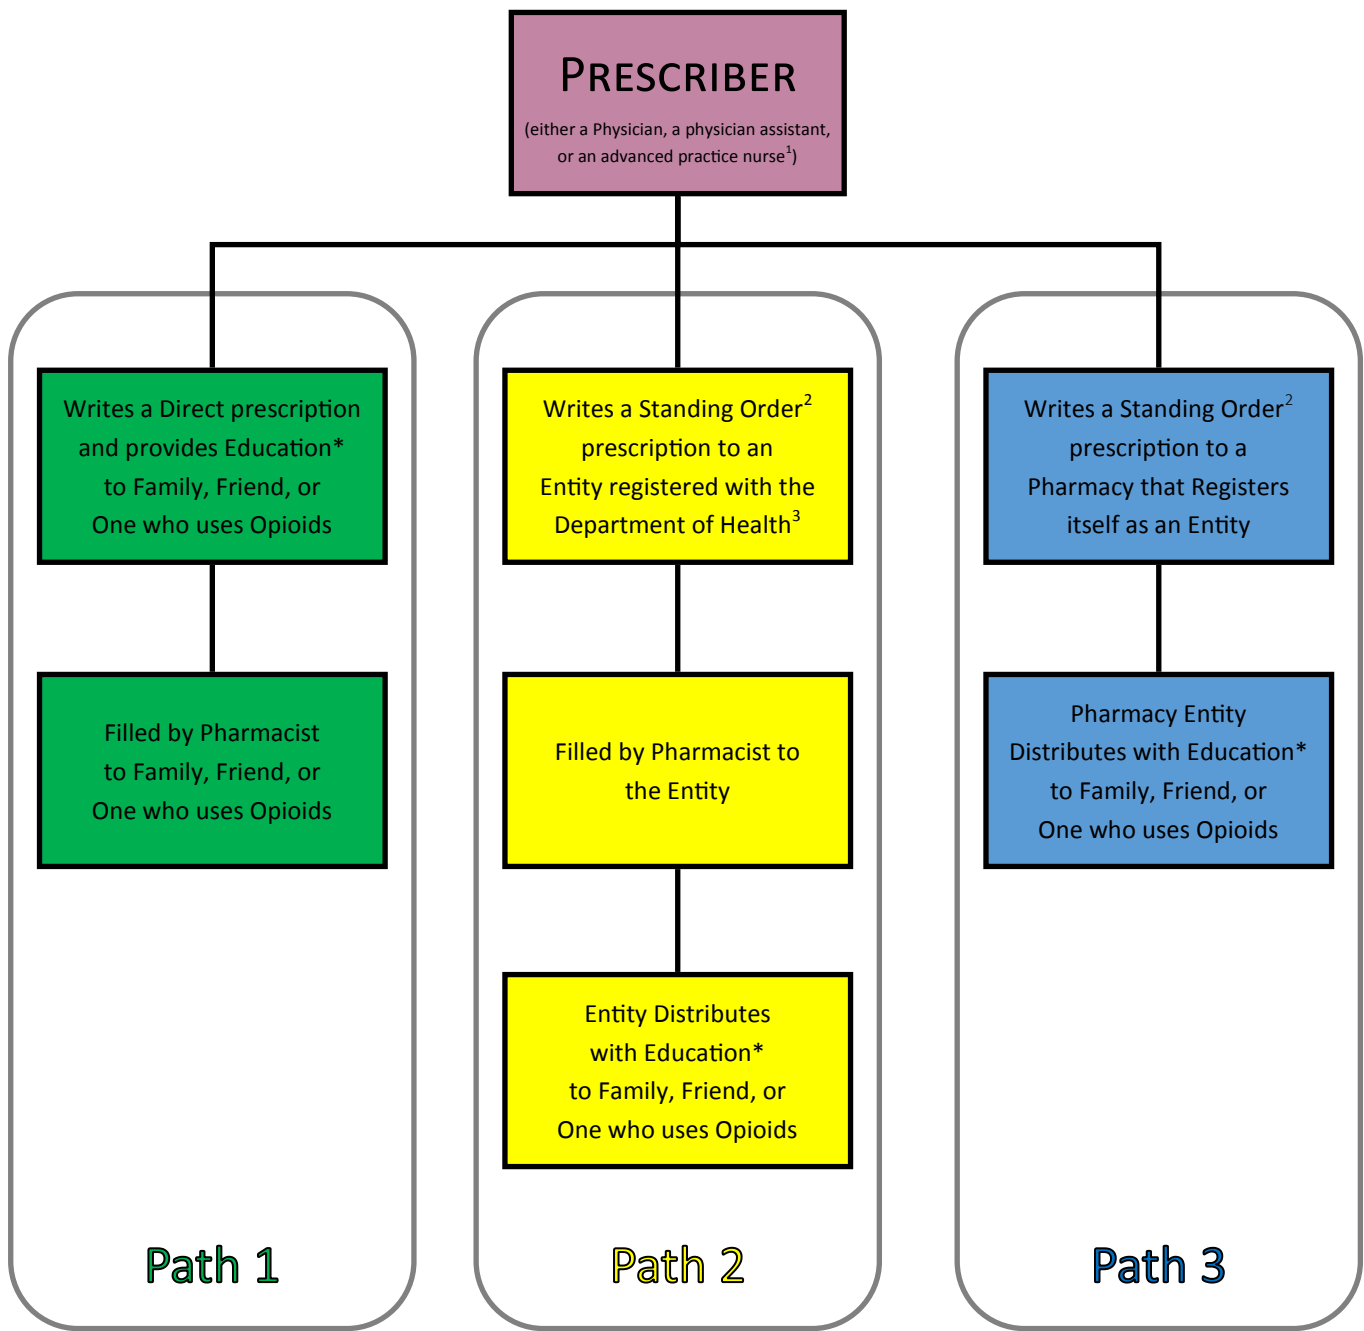 PRESCRIBER
(either a Physician, a physician assistant,
or an advanced practice nurse¹)
Writes a Direct prescription
and provides Education*
to Family, Friend, or
One who uses Opioids
Filled by Pharmacist
to Family, Friend, or
One who uses Opioids
Path 1
Writes a Standing Order²
prescription to an
Entity registered with the
Department of Health³
Filled by Pharmacist to
the Entity
Entity Distributes
with Education*
to Family, Friend, or
One who uses Opioids
Path 2
Writes a Standing Order²
prescription to a
Pharmacy that Registers
itself as an Entity
Pharmacy Entity
Distributes with Education*
to Family, Friend, or
One who uses Opioids
Path 3